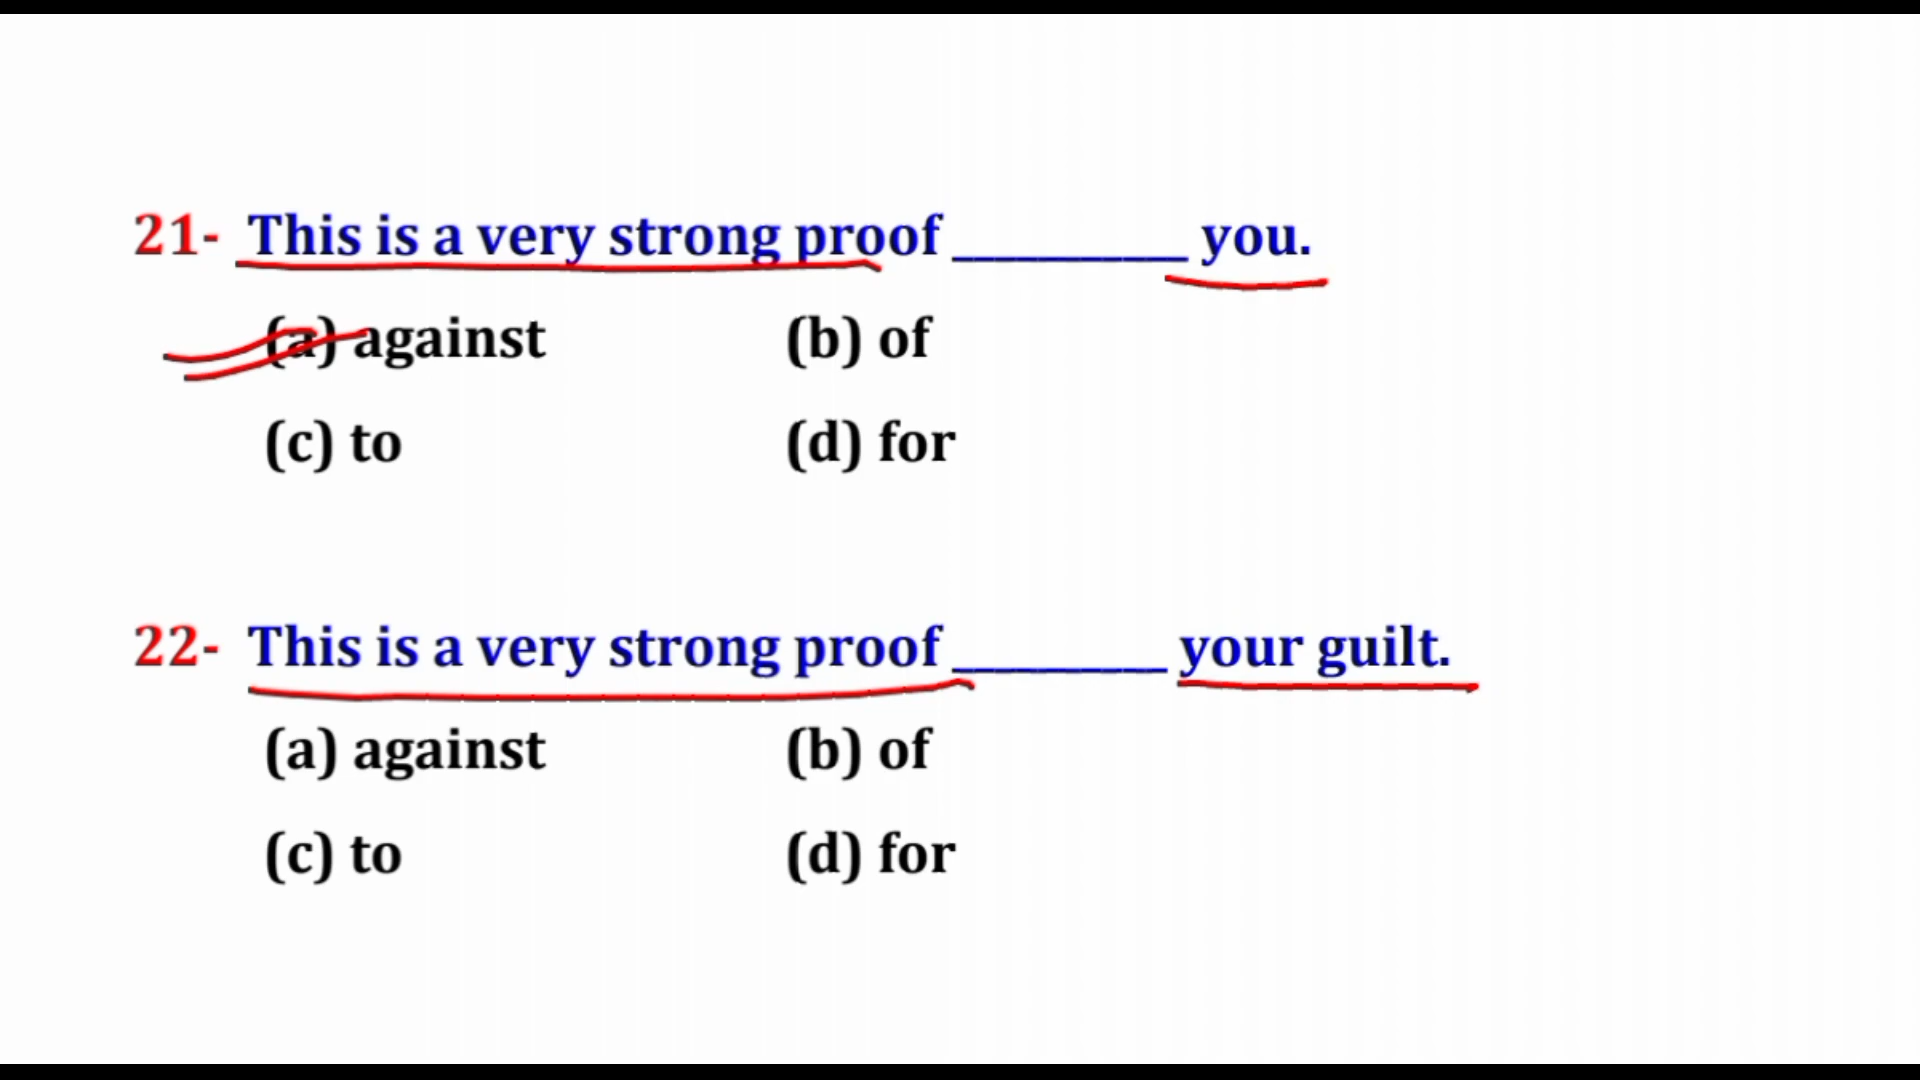 21- This is a very strong proof __________ you.
(a) against (b) of
(c) to (d) for
22- This is a very strong proof _________ your guilt.
(a) against (b) of
(c) to (d) for